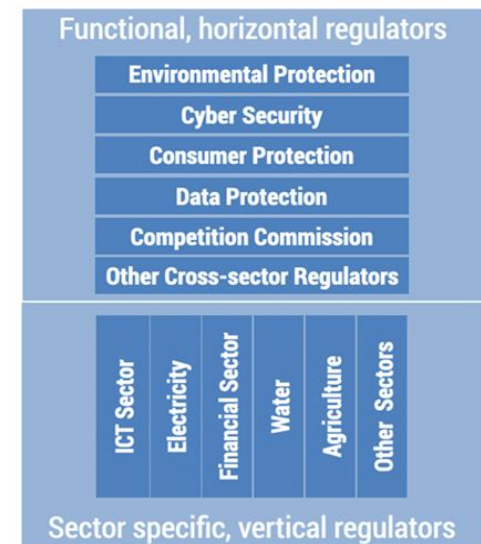 Functional, horizontal regulators
Environmental Protection
Cyber Security
Consumer Protection
Data Protection
Competition Commission
Other Cross-sector Regulators
ICT Sector
Electricity
Financial Sector
Water
Agriculture
Other Sectors
Sector specific, vertical regulators